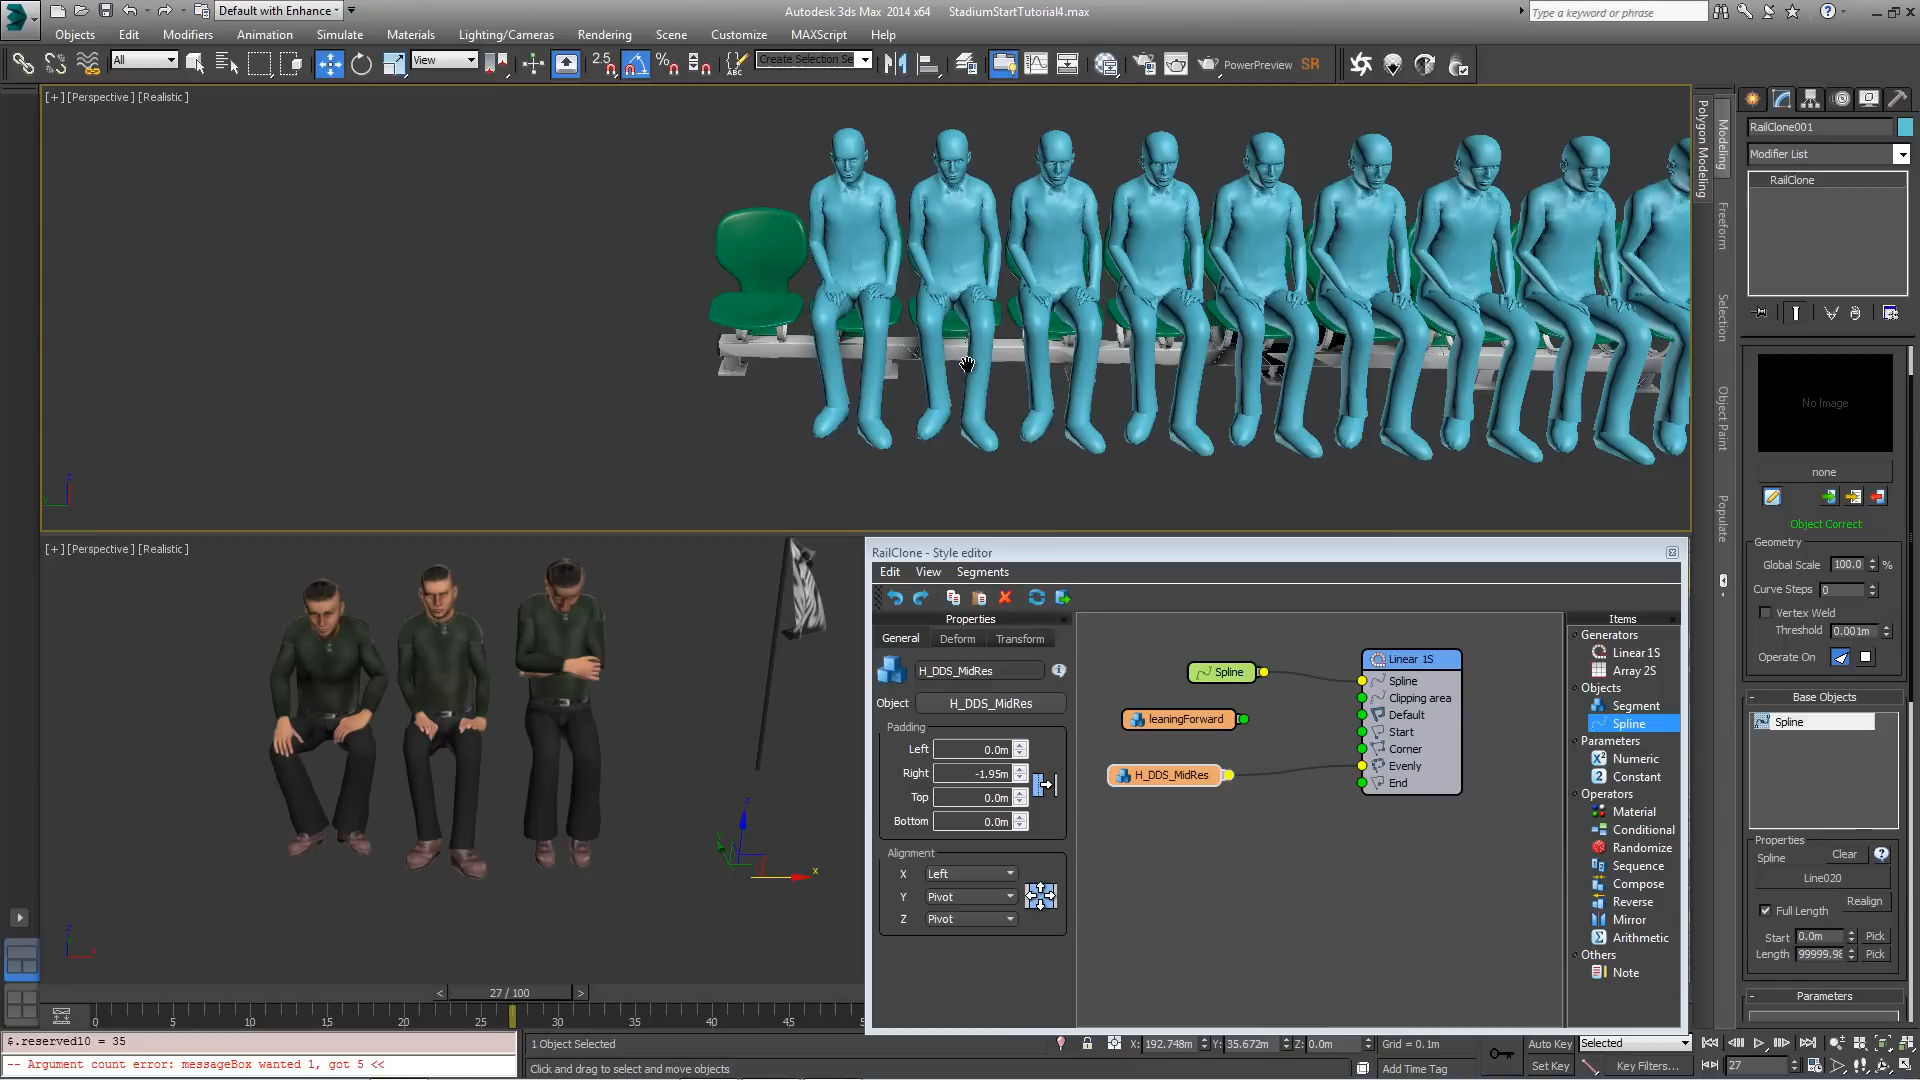 Default with Enhance
Autodesk 3ds Max 2014 x64 StadiumStartTutorial4.max
Type a keyword or phrase
Objects Edit Modifiers Animation Simulate Materials Lighting/Cameras Rendering Scene Customize MAXScript Help
All View 2.5 Create Selection Se PowerPreview SR
[+] [Perspective] [Realistic]
Polygon Modeling
Modeling
Freeform
Selection
Object Paint
Populate
RailClone001
Modifier List
RailClone
No Image
none
Object Correct
Geometry
Global Scale 100.0 %
Curve Steps 0
Vertex Weld
Threshold 0.001m
Operate On
- Base Objects
Spline
Properties
Spline Clear
Line020
Realign
Full Length
Start 0.0m Pick
Length 99999.98 Pick
- Parameters
[+] [Perspective] [Realistic]
z
y
x
z
x
RailClone - Style editor
Edit View Segments
Properties
General Deform Transform
H_DDS_MidRes
Object H_DDS_MidRes
Padding
Left 0.0m
Right -1.95m
Top 0.0m
Bottom 0.0m
Alignment
X Left
Y Pivot
Z Pivot
Spline
leaningForward
H_DDS_MidRes
Linear 1S
Spline
Clipping area
Default
Start
Corner
Evenly
End
Items
Generators
Linear 1S
Array 2S
Objects
Segment
Spline
Parameters
Numeric
Constant
Operators
Material
Conditional
Randomize
Sequence
Compose
Reverse
Mirror
Arithmetic
Others
Note
< 27 / 100 >
0 5 10 15 20 25 30 35 40 45
$.reserved10 = 35
-- Argument count error: messageBox wanted 1, got 5 <<
1 Object Selected
Click and drag to select and move objects
X: 192.748m Y: 35.672m Z: 0.0m Grid = 0.1m
Add Time Tag
Auto Key Selected
Set Key Key Filters...
27